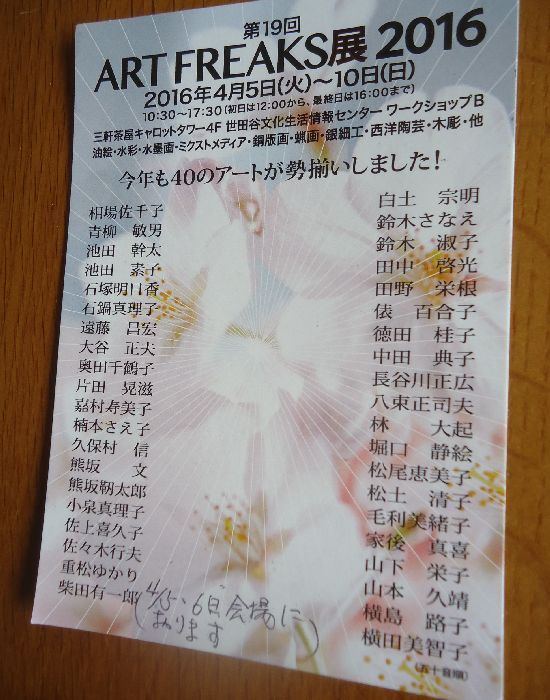 第19回
ART FREAKS展 2016
2016年4月5日(火)～10日(日)
10:30～17:30 (初日は12:00から、最終日は16:00まで)
三軒茶屋キャロットタワー4F 世田谷文化生活情報センター ワークショップB
油絵・水彩・水墨画・ミクストメディア・銅版画・蝋画・銀細工・西洋陶芸・木彫・他
今年も40のアートが勢揃いしました!
相場佐千子
青柳 敏男
池田 幹太
池田 素子
石塚明日香
石鍋真理子
遠藤 昌宏
大谷 正夫
奥田千鶴子
片田 晃滋
嘉村寿美子
楠本さえ子
久保村 信
熊坂 文
熊坂靭太郎
小泉真理子
佐上喜久子
佐々木行夫
重松ゆかり
柴田有一郎
(4/5、6日会場に
あります)
白土 宗明
鈴木さなえ
鈴木 淑子
田中 啓光
田野 栄根
俵 百合子
徳田 桂子
中田 典子
長谷川正広
八束正司夫
林 大起
堀口 静絵
松尾恵美子
松土 清子
毛利美緒子
家後 真喜
山下 栄子
山本 久靖
横島 路子
横田美智子
(五十音順)